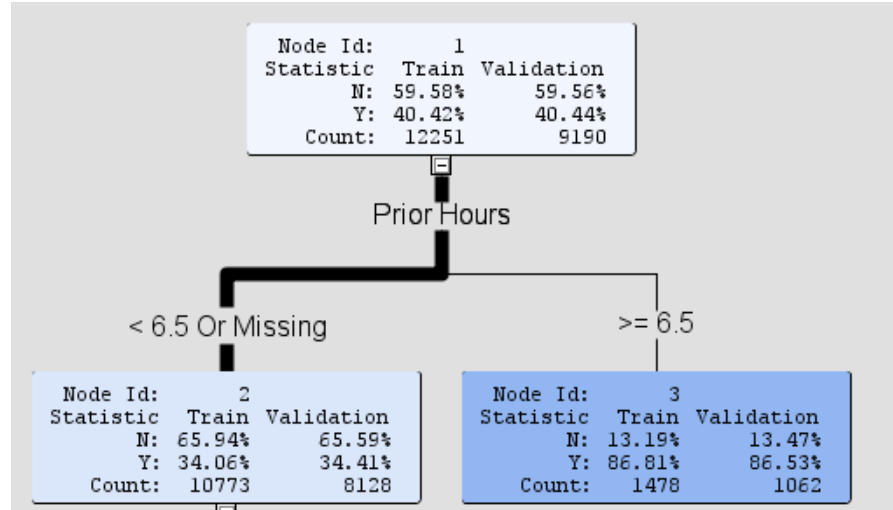 Node Id: 1
Statistic Train Validation
N: 59.58% 59.56%
Y: 40.42% 40.44%
Count: 12251 9190
Prior Hours
< 6.5 Or Missing
>= 6.5
Node Id: 2
Statistic Train Validation
N: 65.94% 65.59%
Y: 34.06% 34.41%
Count: 10773 8128
Node Id: 3
Statistic Train Validation
N: 13.19% 13.47%
Y: 86.81% 86.53%
Count: 1478 1062